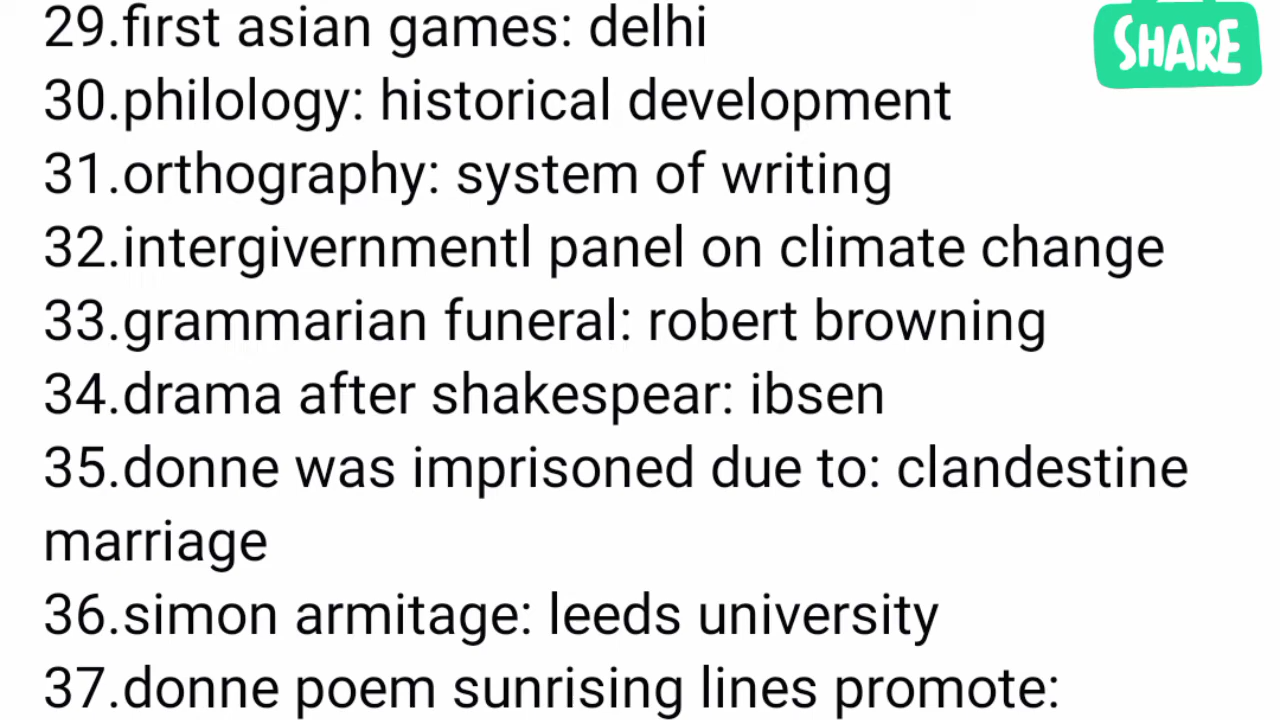 29.first asian games: delhi
SHARE
30.philology: historical development
31.orthography: system of writing
32.intergivernmentl panel on climate change
33.grammarian funeral: robert browning
34.drama after shakespear: ibsen
35.donne was imprisoned due to: clandestine
marriage
36.simon armitage: leeds university
37.donne poem sunrising lines promote: